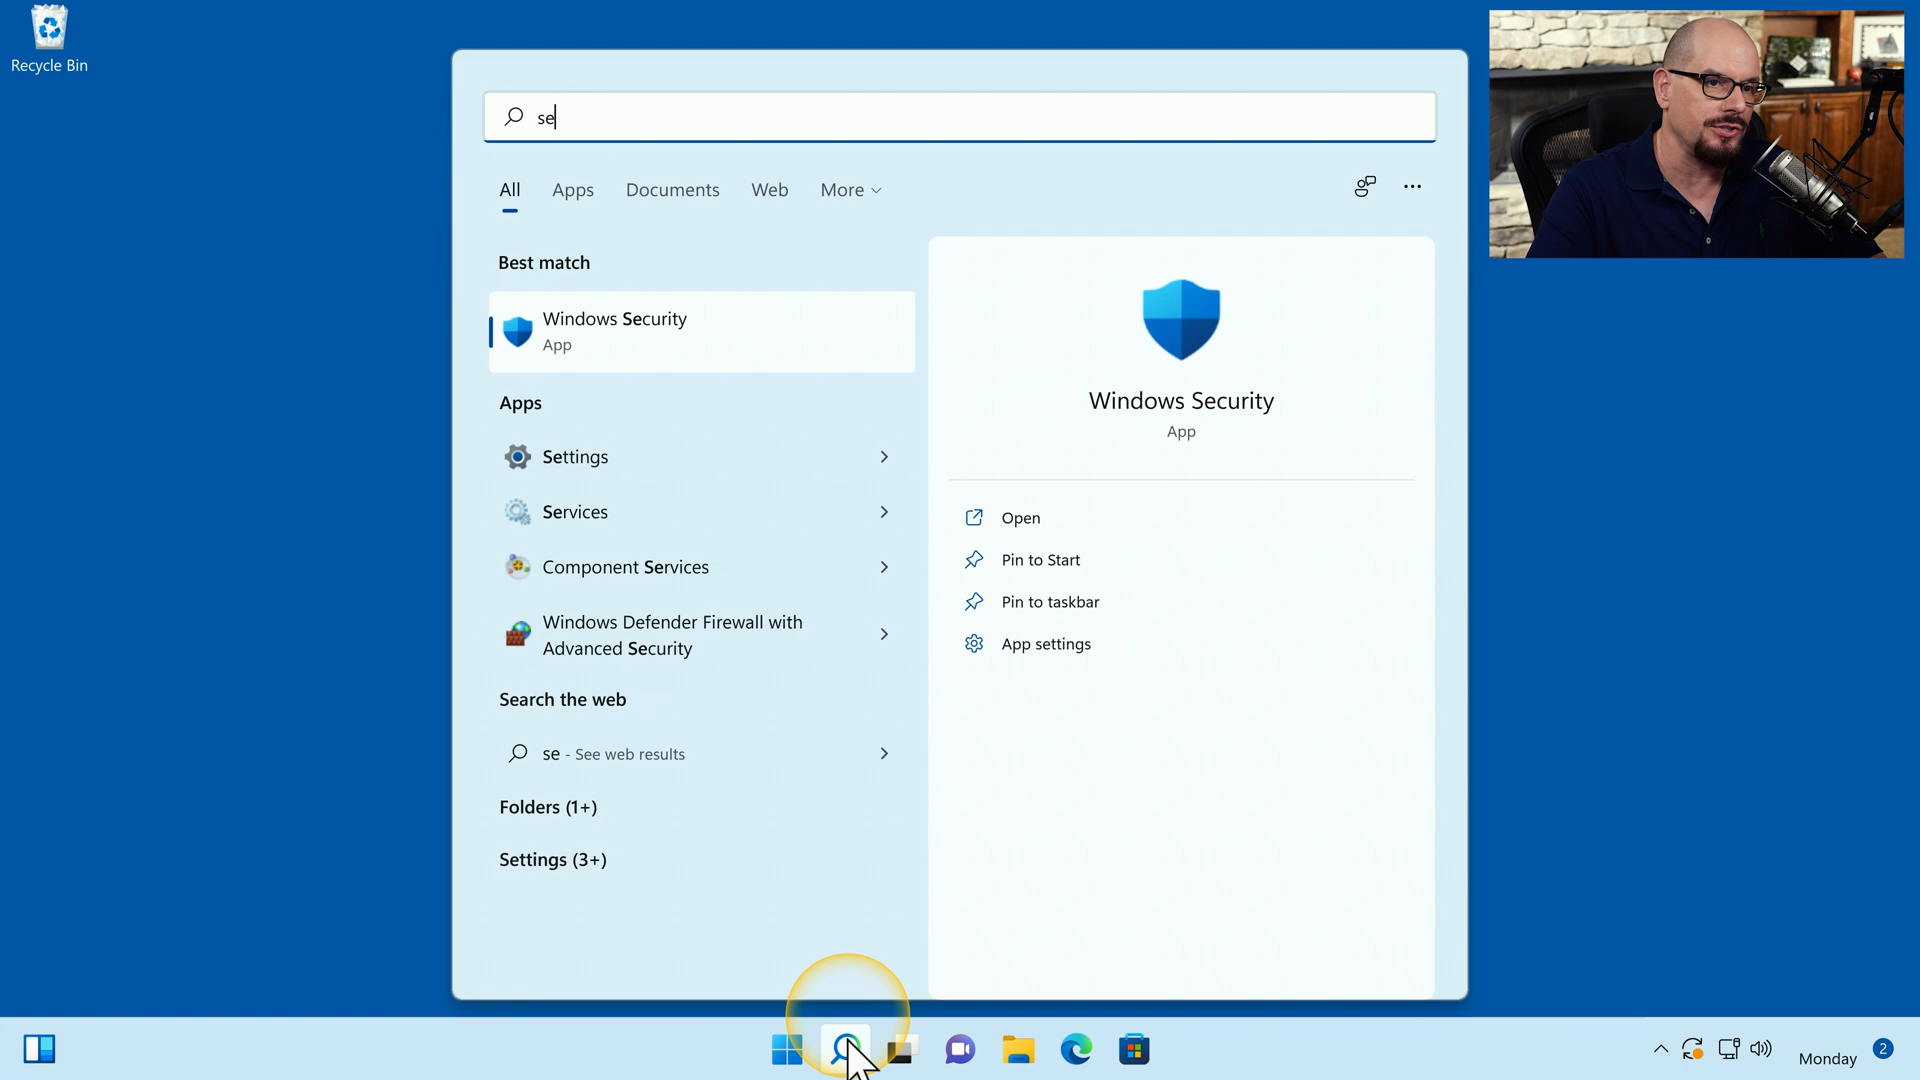 Recycle Bin
se
All Apps Documents Web More
Best match
Windows Security
App
Apps
Settings
Services
Component Services
Windows Defender Firewall with
Advanced Security
Search the web
se - See web results
Folders (1+)
Settings (3+)
Windows Security
App
Open
Pin to Start
Pin to taskbar
App settings
Monday 2